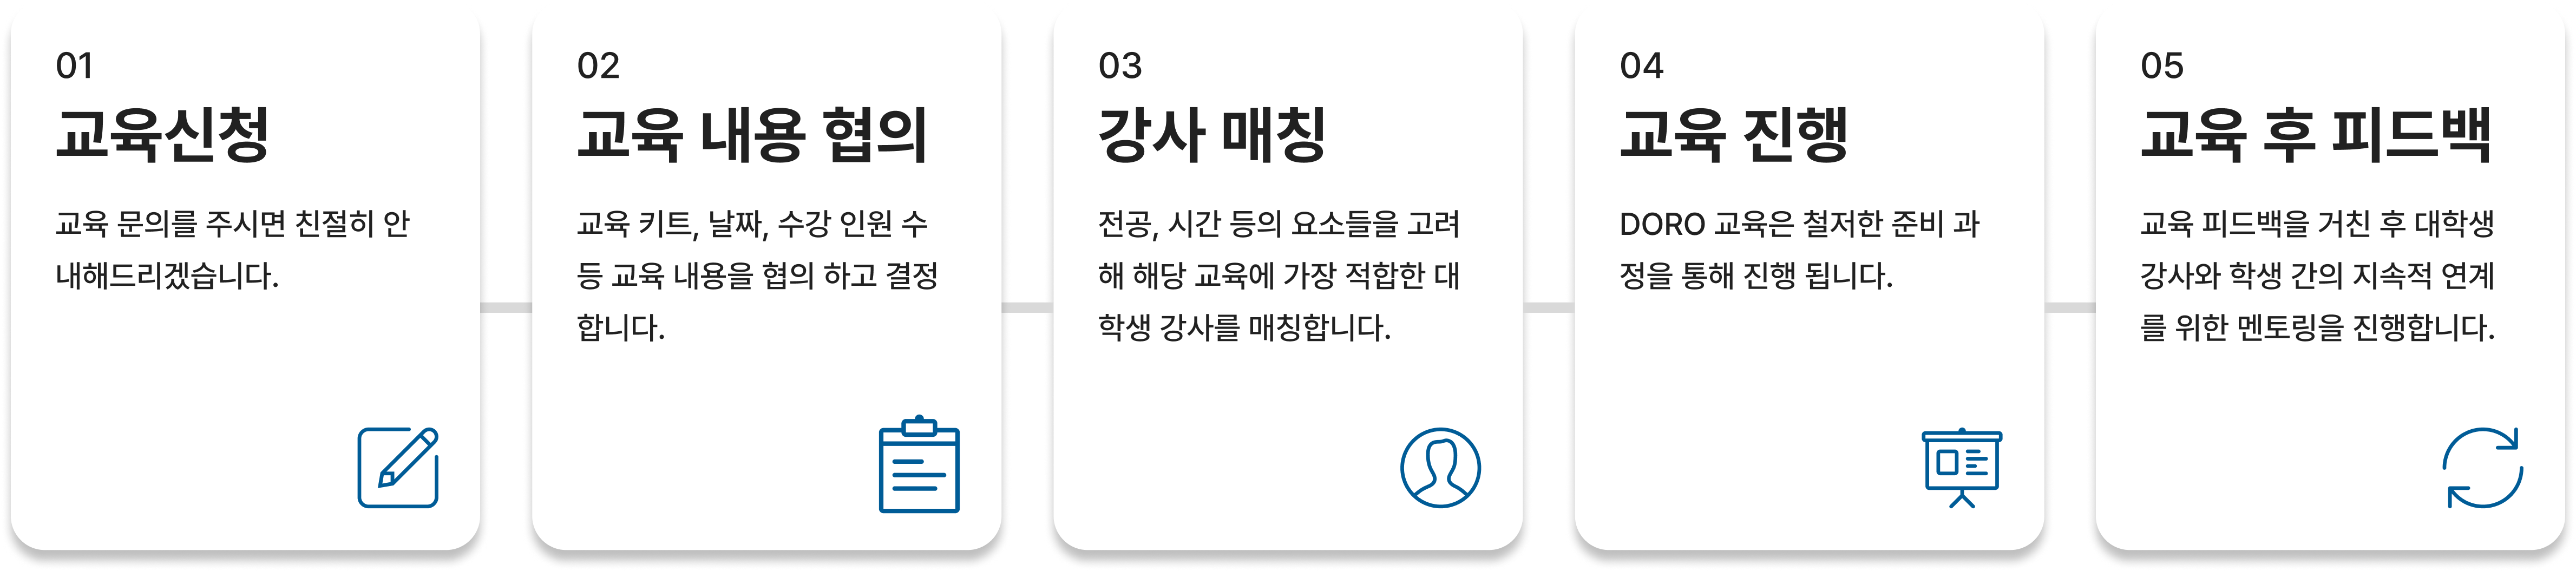 01
교육신청
교육 문의를 주시면 친절히 안
내해드리겠습니다.
02
교육 내용 협의
교육 키트, 날짜, 수강 인원 수
등 교육 내용을 협의 하고 결정
합니다.
03
강사 매칭
전공, 시간 등의 요소들을 고려
해 해당 교육에 가장 적합한 대
학생 강사를 매칭합니다.
04
교육 진행
DORO 교육은 철저한 준비 과
정을 통해 진행 됩니다.
05
교육 후 피드백
교육 피드백을 거친 후 대학생
강사와 학생 간의 지속적 연계
를 위한 멘토링을 진행합니다.